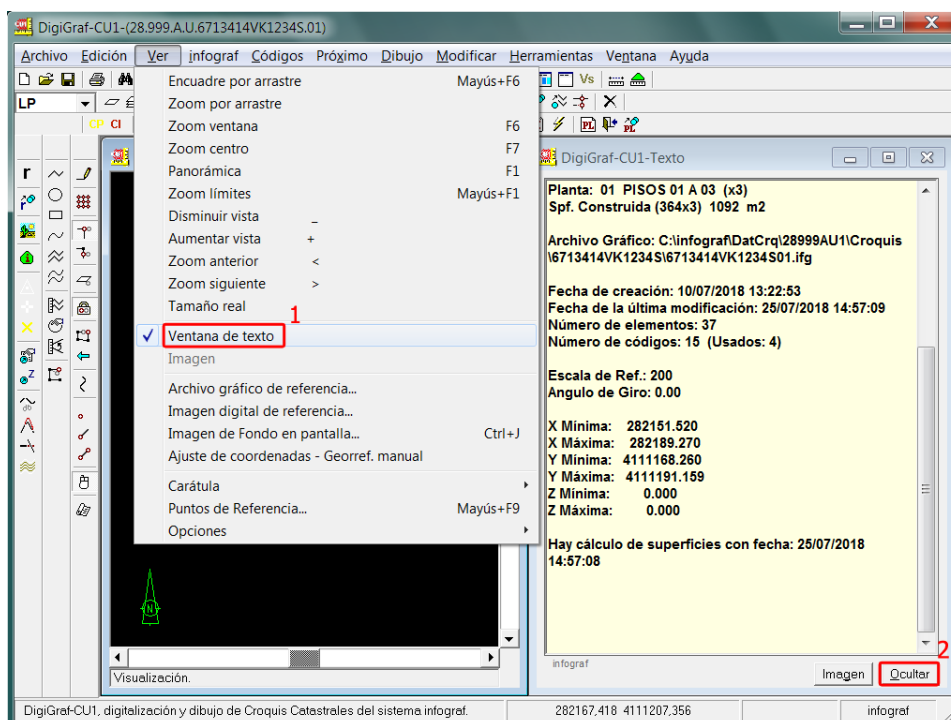 DigiGraf-CU1-(28.999.A.U.6713414VK1234S.01)
Archivo Edición Ver infograf Códigos Próximo Dibujo Modificar Herramientas Ventana Ayuda
Vs
LP
CP CI
PL
Encuadre por arrastre Mayús+F6
Zoom por arrastre
Zoom ventana F6
Zoom centro F7
Panorámica F1
Zoom límites Mayús+F1
Disminuir vista _
Aumentar vista +
Zoom anterior <
Zoom siguiente >
Tamaño real
1
Ventana de texto
Imagen
Archivo gráfico de referencia...
Imagen digital de referencia...
Imagen de Fondo en pantalla... Ctrl+J
Ajuste de coordenadas - Georref. manual
Carátula
Puntos de Referencia... Mayús+F9
Opciones
N
Visualización.
DigiGraf-CU1-Texto
Planta: 01 PISOS 01 A 03 (x3)
Spf. Construida (364x3) 1092 m2
Archivo Gráfico: C:\infograf\DatCrq\28999AU1\Croquis
\6713414VK1234S\6713414VK1234S01.ifg
Fecha de creación: 10/07/2018 13:22:53
Fecha de la última modificación: 25/07/2018 14:57:09
Número de elementos: 37
Número de códigos: 15 (Usados: 4)
Escala de Ref.: 200
Angulo de Giro: 0.00
X Mínima: 282151.520
X Máxima: 282189.270
Y Mínima: 4111168.260
Y Máxima: 4111191.159
Z Mínima: 0.000
Z Máxima: 0.000
Hay cálculo de superficies con fecha: 25/07/2018
14:57:08
2
infograf
Imagen Ocultar
DigiGraf-CU1, digitalización y dibujo de Croquis Catastrales del sistema infograf. 282167,418 4111207,356 infograf